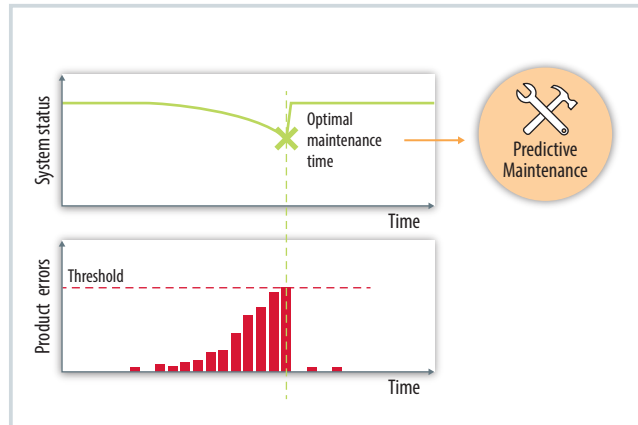 System status
Optimal
maintenance
time
Time
Predictive
Maintenance
Product errors
Threshold
Time